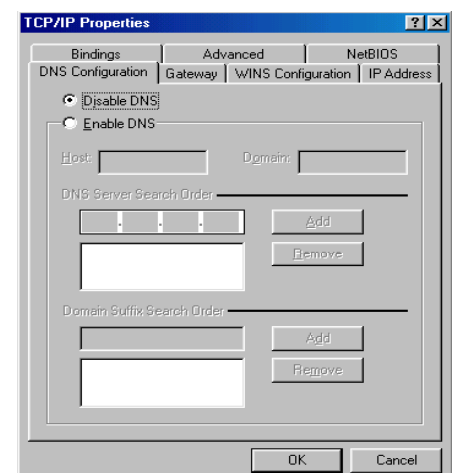 TCP/IP Properties
Bindings Advanced NetBIOS
DNS Configuration Gateway WINS Configuration IP Address
Disable DNS
Enable DNS
Host: Domain:
DNS Server Search Order
Add
Remove
Domain Suffix Search Order
Add
Remove
OK Cancel